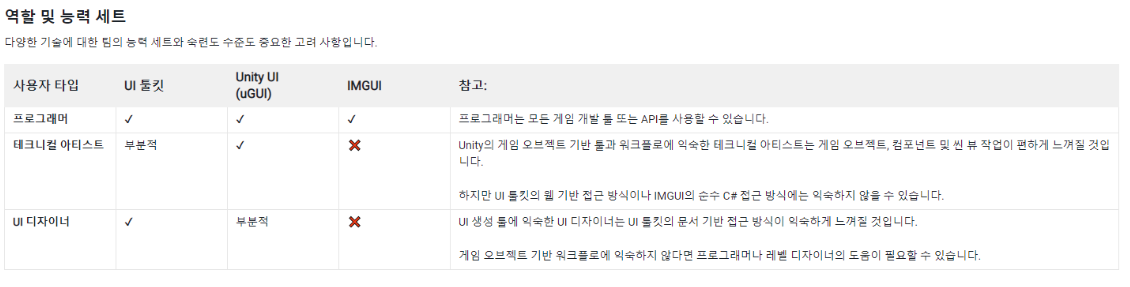 역할 및 능력 세트
다양한 기술에 대한 팀의 능력 세트와 숙련도 수준도 중요한 고려 사항입니다.
사용자 타입 UI 툴킷 Unity UI (uGUI) IMGUI 참고:
프로그래머 ✓ ✓ ✓ 프로그래머는 모든 게임 개발 툴 또는 API를 사용할 수 있습니다.
테크니컬 아티스트 부분적 ✓ ❌ Unity의 게임 오브젝트 기반 툴과 워크플로에 익숙한 테크니컬 아티스트는 게임 오브젝트, 컴포넌트 및 씬 뷰 작업이 편하게 느껴질 것입
니다.
하지만 UI 툴킷의 웹 기반 접근 방식이나 IMGUI의 순수 C# 접근 방식에는 익숙하지 않을 수 있습니다.
UI 디자이너 ✓ 부분적 ❌ UI 생성 툴에 익숙한 UI 디자이너는 UI 툴킷의 문서 기반 접근 방식이 익숙하게 느껴질 것입니다.
게임 오브젝트 기반 워크플로에 익숙하지 않다면 프로그래머나 레벨 디자이너의 도움이 필요할 수 있습니다.